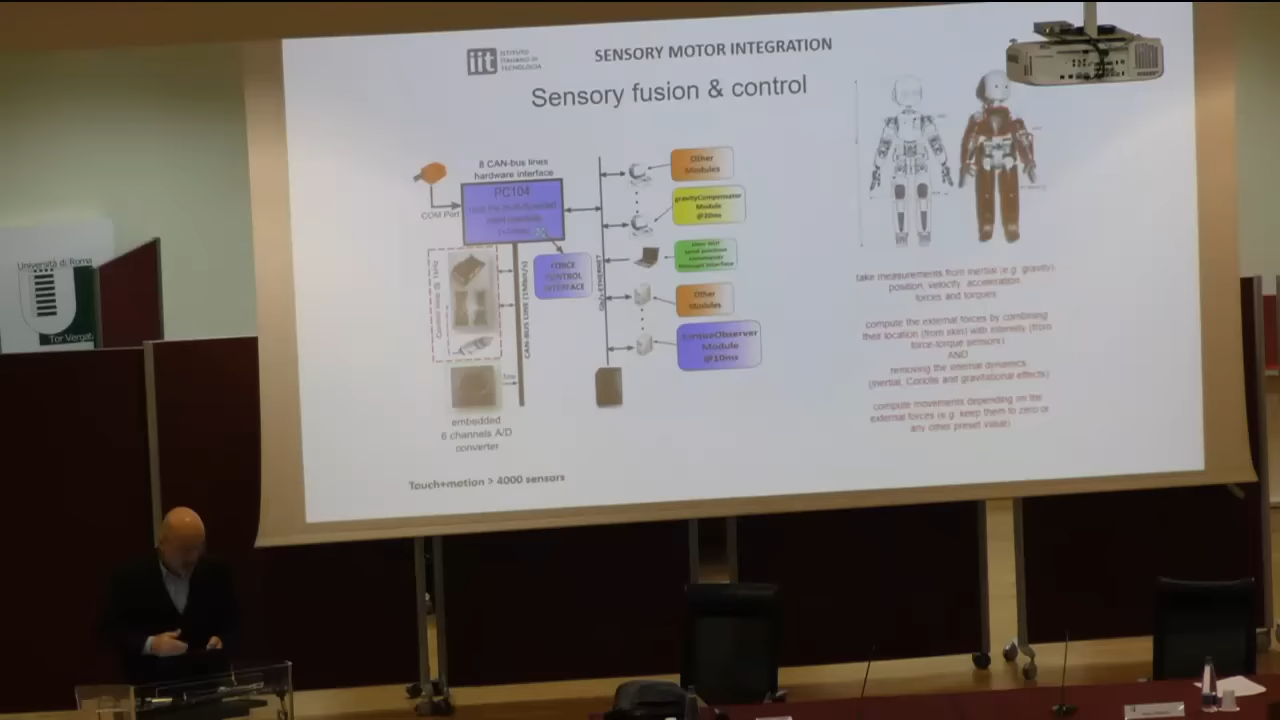 iit
ISTITUTO
ITALIANO DI
TECNOLOGIA
SENSORY MOTOR INTEGRATION
Sensory fusion & control
8 CAN-bus lines
hardware interface
PC104
COM Port
FORCE
CONTROL
INTERFACE
CAN-BUS LINE (1Mbit/s)
Other
Modules
gravityCompensator
Module
@20ms
Other
Modules
torqueObserver
Module
@10ms
embedded
6 channels A/D
converter
Touch+motion > 4000 sensors
take measurements from inertial (e.g. gravity)
position, velocity, acceleration
forces and torques
compute the external forces by combining
their location (from skin) with intensity (from
force-torque sensors)
AND
removing the internal dynamics
(inertial, Coriolis and gravitational effects)
compute movements depending on the
external forces (e.g. keep them to zero or
any other preset value)
Università di Roma
Tor Vergata